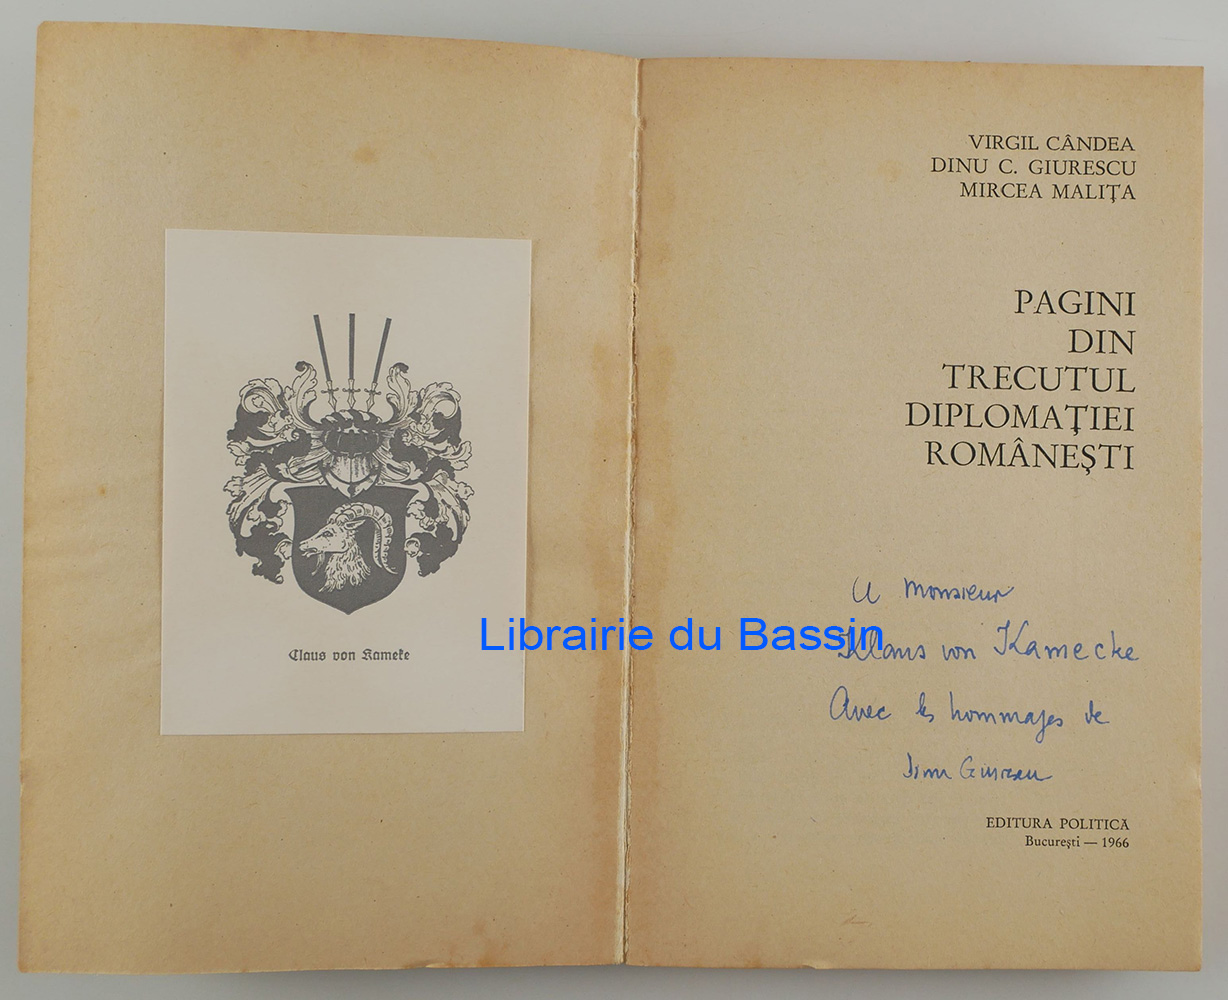 Claus von Kameke
VIRGIL CÂNDEA
DINU C. GIURESCU
MIRCEA MALIŢA
PAGINI
DIN
TRECUTUL
DIPLOMAŢIEI
ROMÂNEŞTI
A Monsieur
Klaus von Kamecke
Avec les hommages de
Dinu Giurescu
EDITURA POLITICĂ
Bucureşti — 1966
Librairie du Bassin